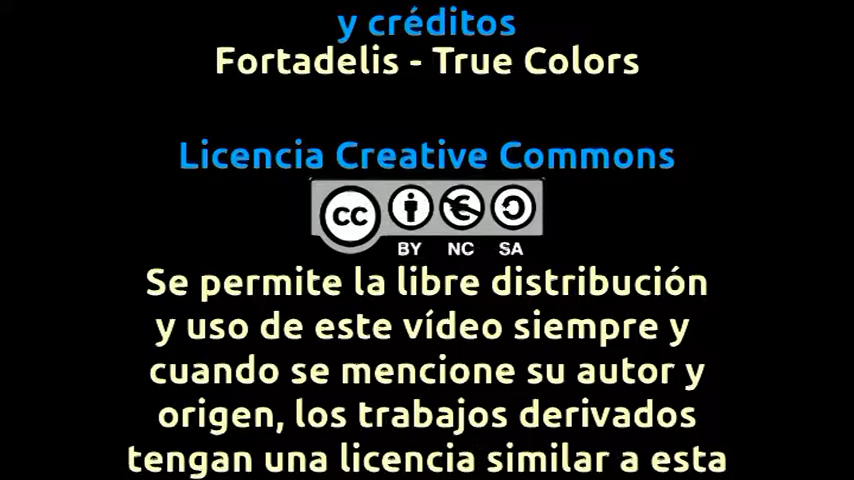 y créditos
Fortadelis - True Colors
Licencia Creative Commons
cc
BY NC SA
Se permite la libre distribución
y uso de este vídeo siempre y
cuando se mencione su autor y
origen, los trabajos derivados
tengan una licencia similar a esta